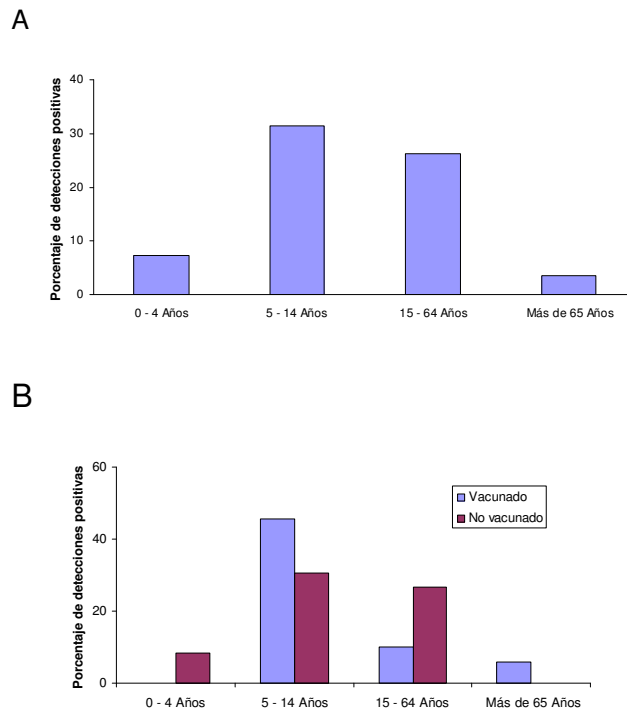 A
Porcentaje de detecciones positivas
40
30
20
10
0
0 - 4 Años
5 - 14 Años
15 - 64 Años
Más de 65 Años
B
Porcentaje de detecciones positivas
60
40
20
0
Vacunado
No vacunado
0 - 4 Años
5 - 14 Años
15 - 64 Años
Más de 65 Años